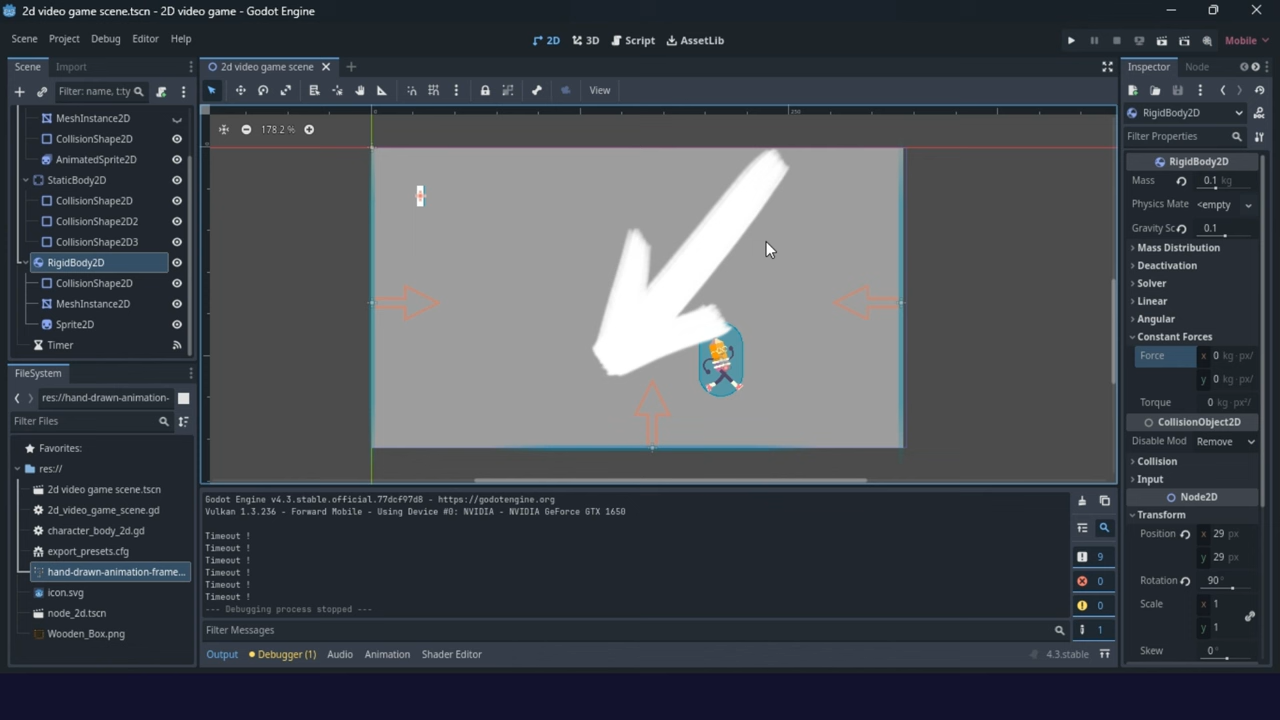 2d video game scene.tscn - 2D video game - Godot Engine
Scene Project Debug Editor Help
2D 3D Script AssetLib
Mobile
Scene Import
2d video game scene
Inspector Node
Filter: name, t:ty
View
RigidBody2D
178.2 %
0
250
Filter Properties
MeshInstance2D
CollisionShape2D
AnimatedSprite2D
StaticBody2D
CollisionShape2D
CollisionShape2D2
CollisionShape2D3
RigidBody2D
CollisionShape2D
MeshInstance2D
Sprite2D
Timer
RigidBody2D
Mass 0.1 kg
Physics Mate <empty
Gravity Sc 0.1
Mass Distribution
Deactivation
Solver
Linear
Angular
Constant Forces
Force x 0 kg·px/
y 0 kg·px/
Torque 0 kg·px²/
CollisionObject2D
Disable Mod Remove
Collision
Input
Node2D
Transform
Position x 29 px
y 29 px
Rotation 90 °
Scale x 1
y 1
Skew 0 °
FileSystem
res://hand-drawn-animation-
Filter Files
Favorites:
res://
2d video game scene.tscn
2d_video_game_scene.gd
character_body_2d.gd
export_presets.cfg
hand-drawn-animation-frame...
icon.svg
node_2d.tscn
Wooden_Box.png
Godot Engine v4.3.stable.official.77dcf97d8 - https://godotengine.org
Vulkan 1.3.236 - Forward Mobile - Using Device #0: NVIDIA - NVIDIA GeForce GTX 1650
Timeout !
Timeout !
Timeout !
Timeout !
Timeout !
Timeout !
--- Debugging process stopped ---
9
0
0
1
Filter Messages
Output Debugger (1) Audio Animation Shader Editor
4.3.stable